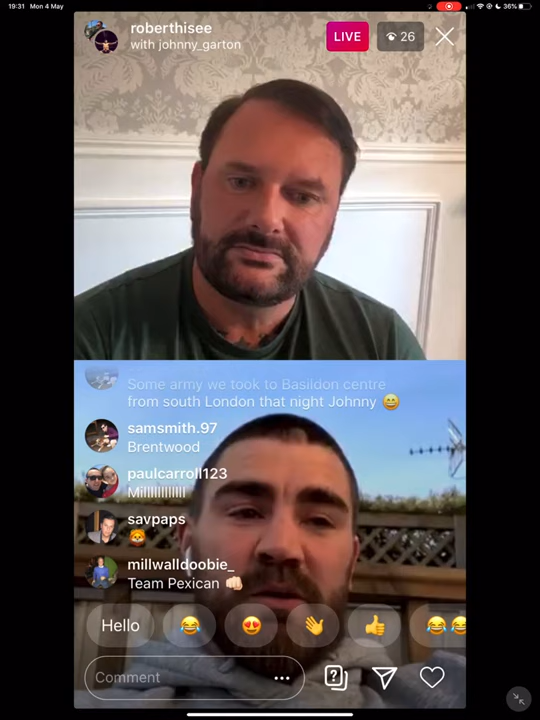 19:31 Mon 4 May
36%
roberthisee
with johnny_garton
LIVE
26
Some army we took to Basildon centre
from south London that night Johnny 😅
samsmith.97
Brentwood
paulcarroll123
savpaps
🦁
millwalldoobie_
Team Pexican 👊🏻
Hello 😂 😍 👋 👍 😂😂
Comment